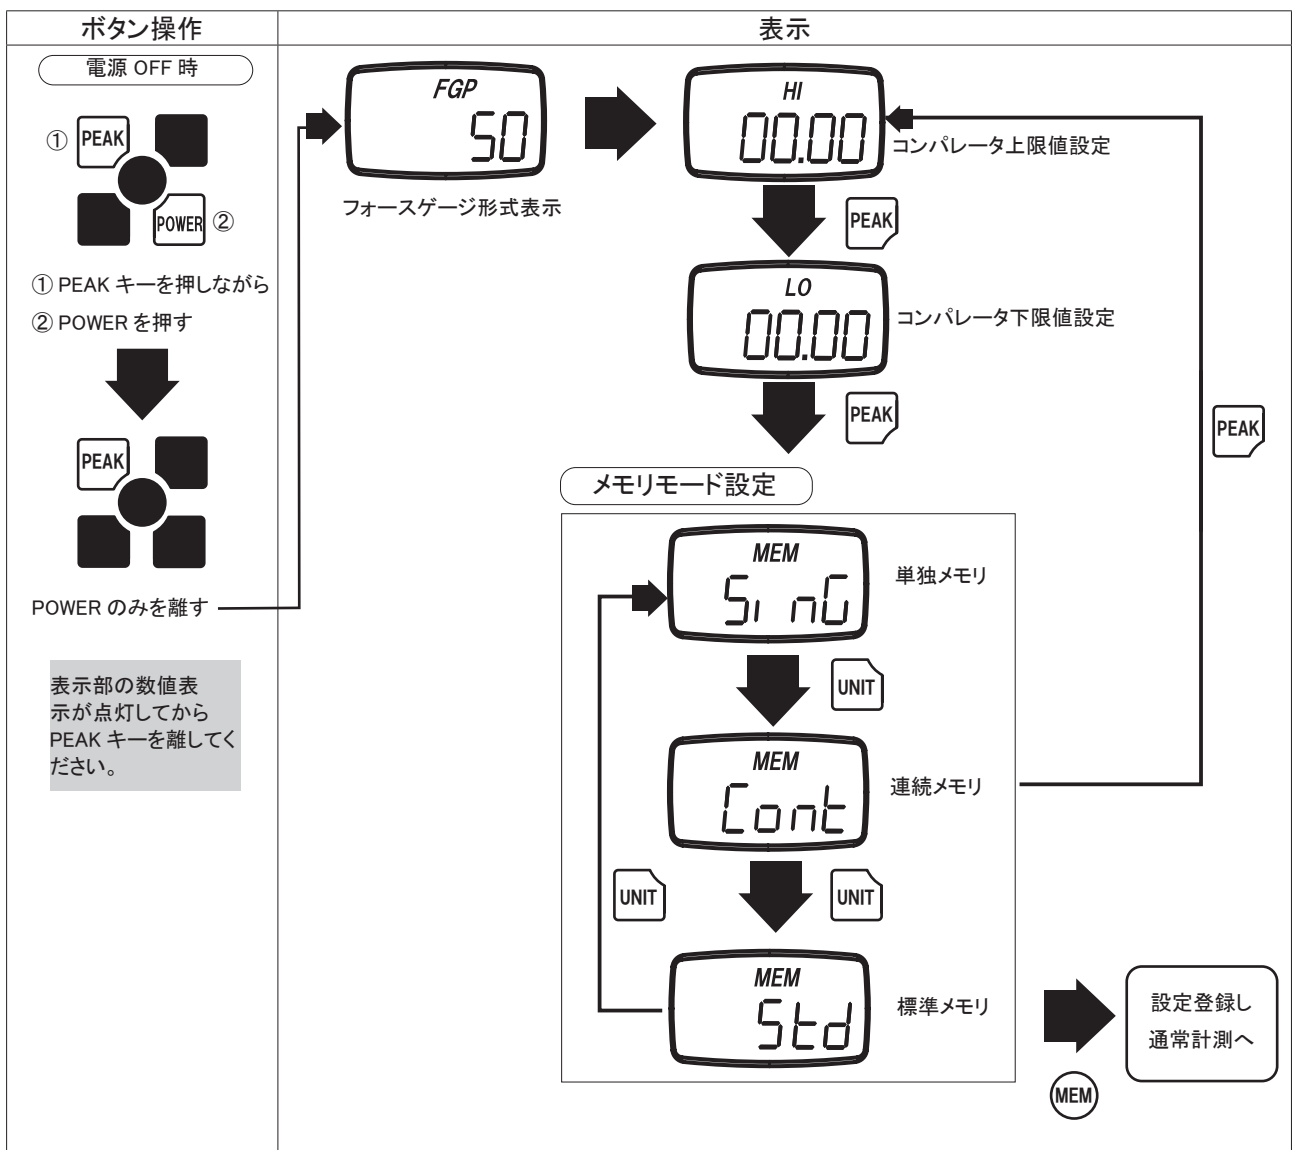 ボタン操作
表示
電源 OFF 時
① PEAK
POWER ②
① PEAK キーを押しながら
② POWER を押す
PEAK
POWER のみを離す
表示部の数値表
示が点灯してから
PEAK キーを離してく
ださい。
FGP
50
フォースゲージ形式表示
HI
00.00
コンパレータ上限値設定
PEAK
LO
00.00
コンパレータ下限値設定
PEAK
PEAK
メモリモード設定
MEM
SinG
単独メモリ
UNIT
MEM
Cont
連続メモリ
UNIT
UNIT
MEM
Std
標準メモリ
設定登録し
通常計測へ
MEM